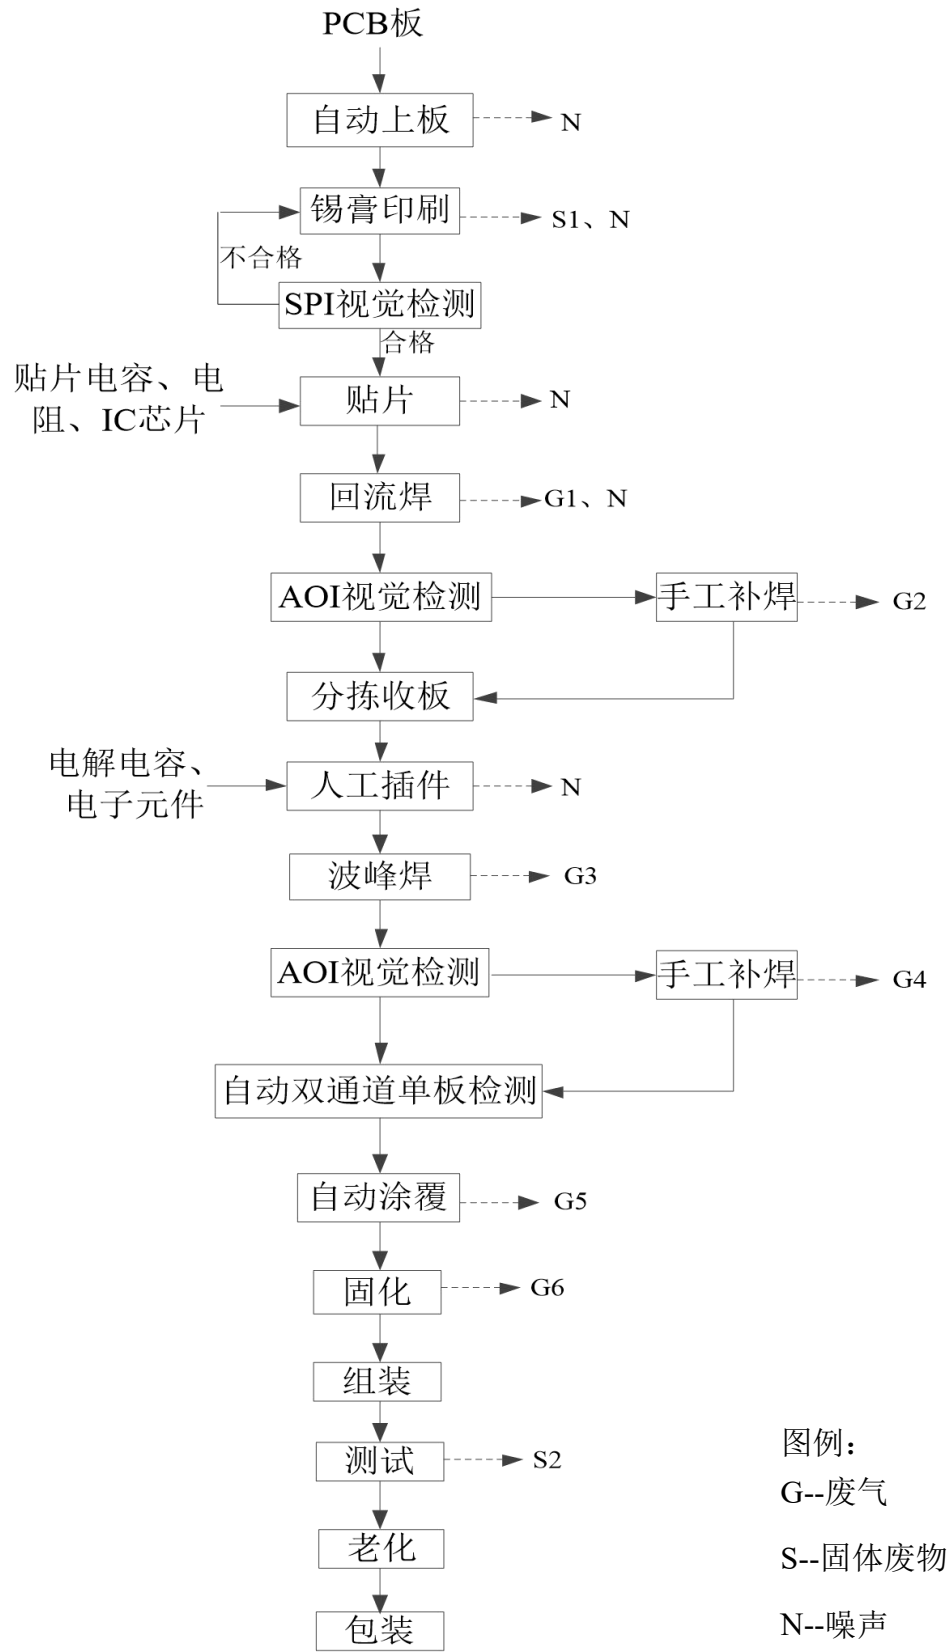 PCB板
自动上板
N
锡膏印刷
S1、N
不合格
SPI视觉检测
合格
贴片电容、电
阻、IC芯片
贴片
N
回流焊
G1、N
AOI视觉检测
手工补焊
G2
分拣收板
电解电容、
电子元件
人工插件
N
波峰焊
G3
AOI视觉检测
手工补焊
G4
自动双通道单板检测
自动涂覆
G5
固化
G6
组装
测试
S2
老化
包装
图例：
G--废气
S--固体废物
N--噪声